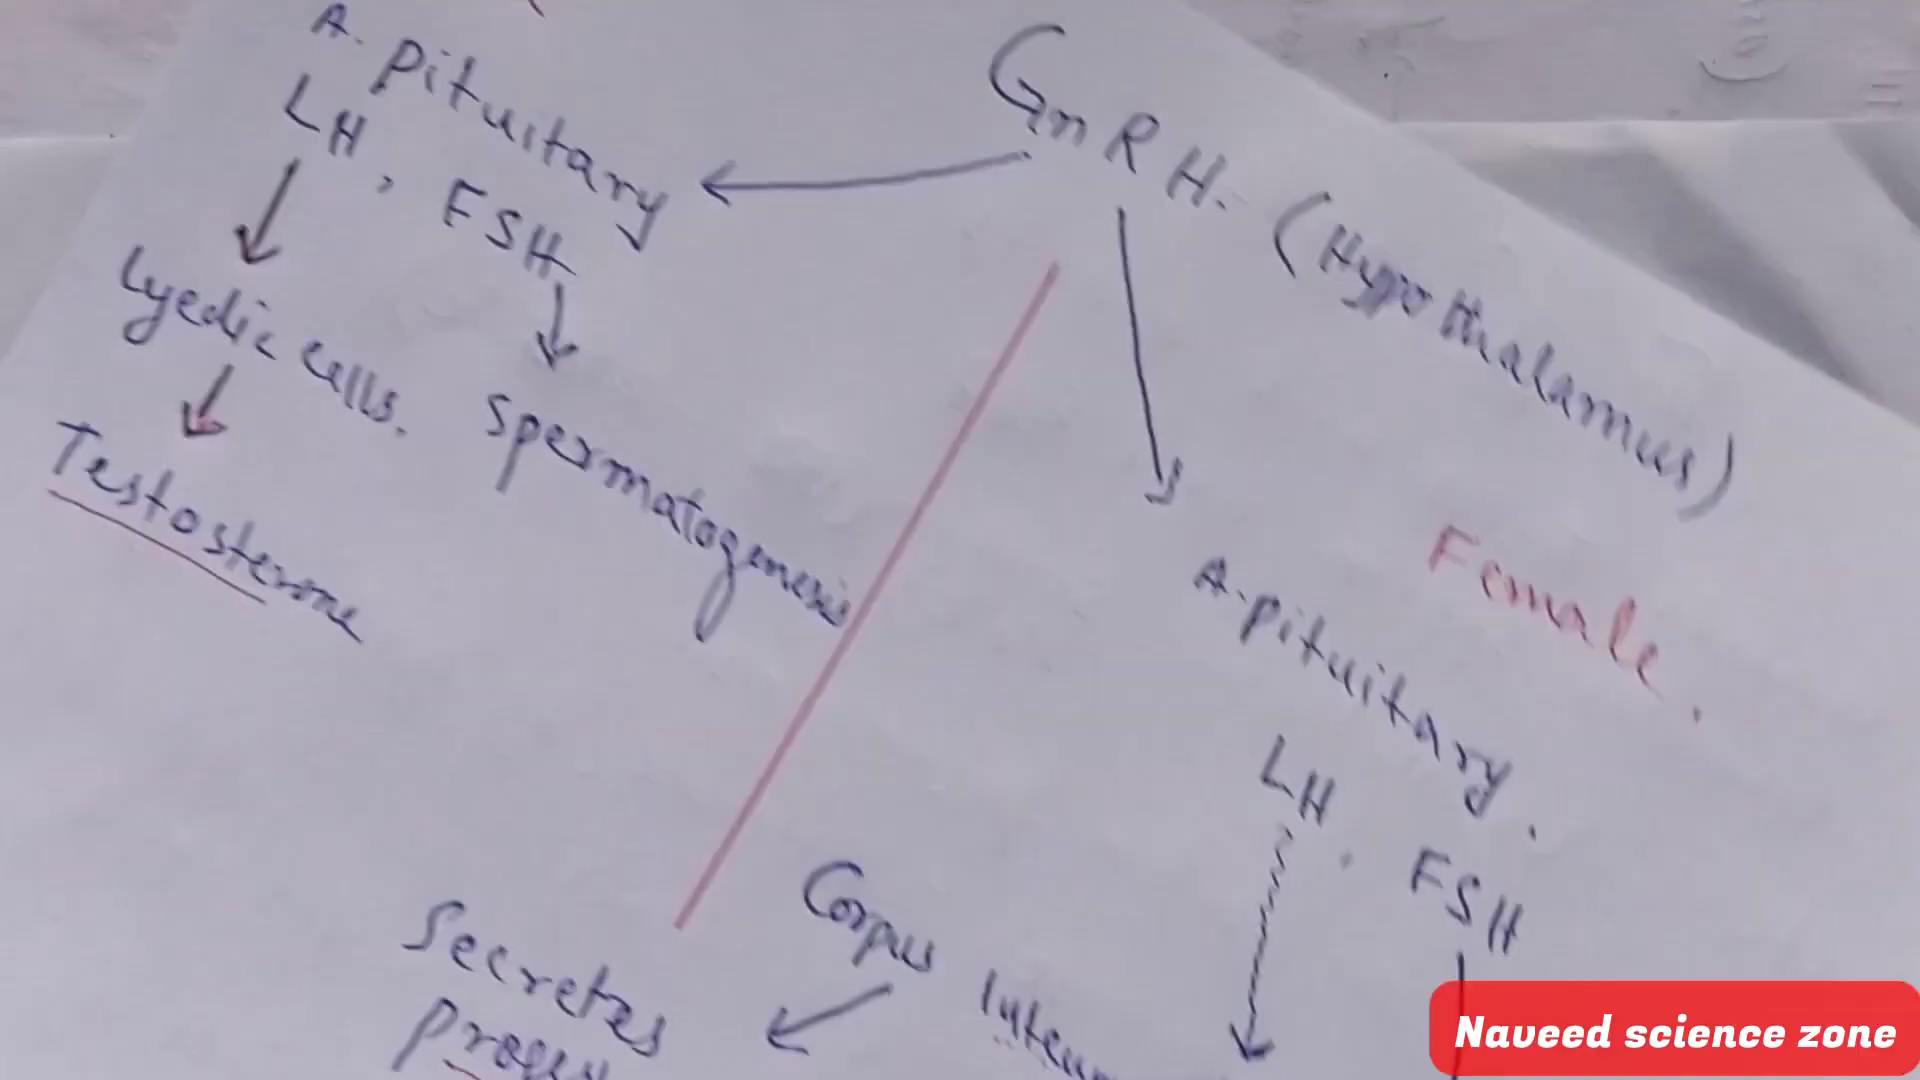 A. Pituitary
LH, FSH
Lyedic cells.
Spermatogenesis
Testosterone
GnRH. (Hypothalamus)
Female.
A. pituitary.
LH. FSH
Corpus luteum
Secretes
proges
Naveed science zone